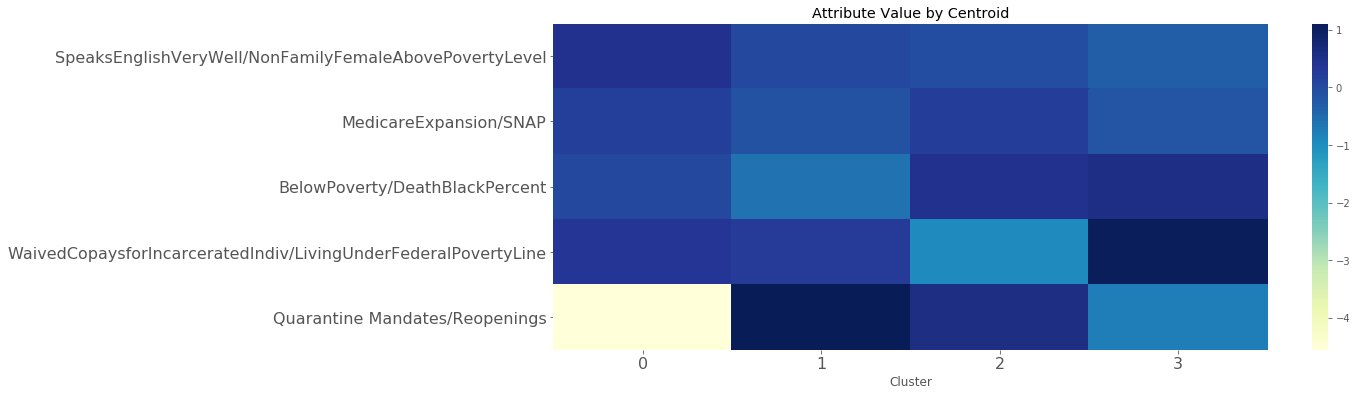 Attribute Value by Centroid
SpeaksEnglishVeryWell/NonFamilyFemaleAbovePovertyLevel
MedicareExpansion/SNAP
BelowPoverty/DeathBlackPercent
WaivedCopaysforIncarceratedIndiv/LivingUnderFederalPovertyLine
Quarantine Mandates/Reopenings
0 1 2 3
Cluster
1
0
−1
−2
−3
−4